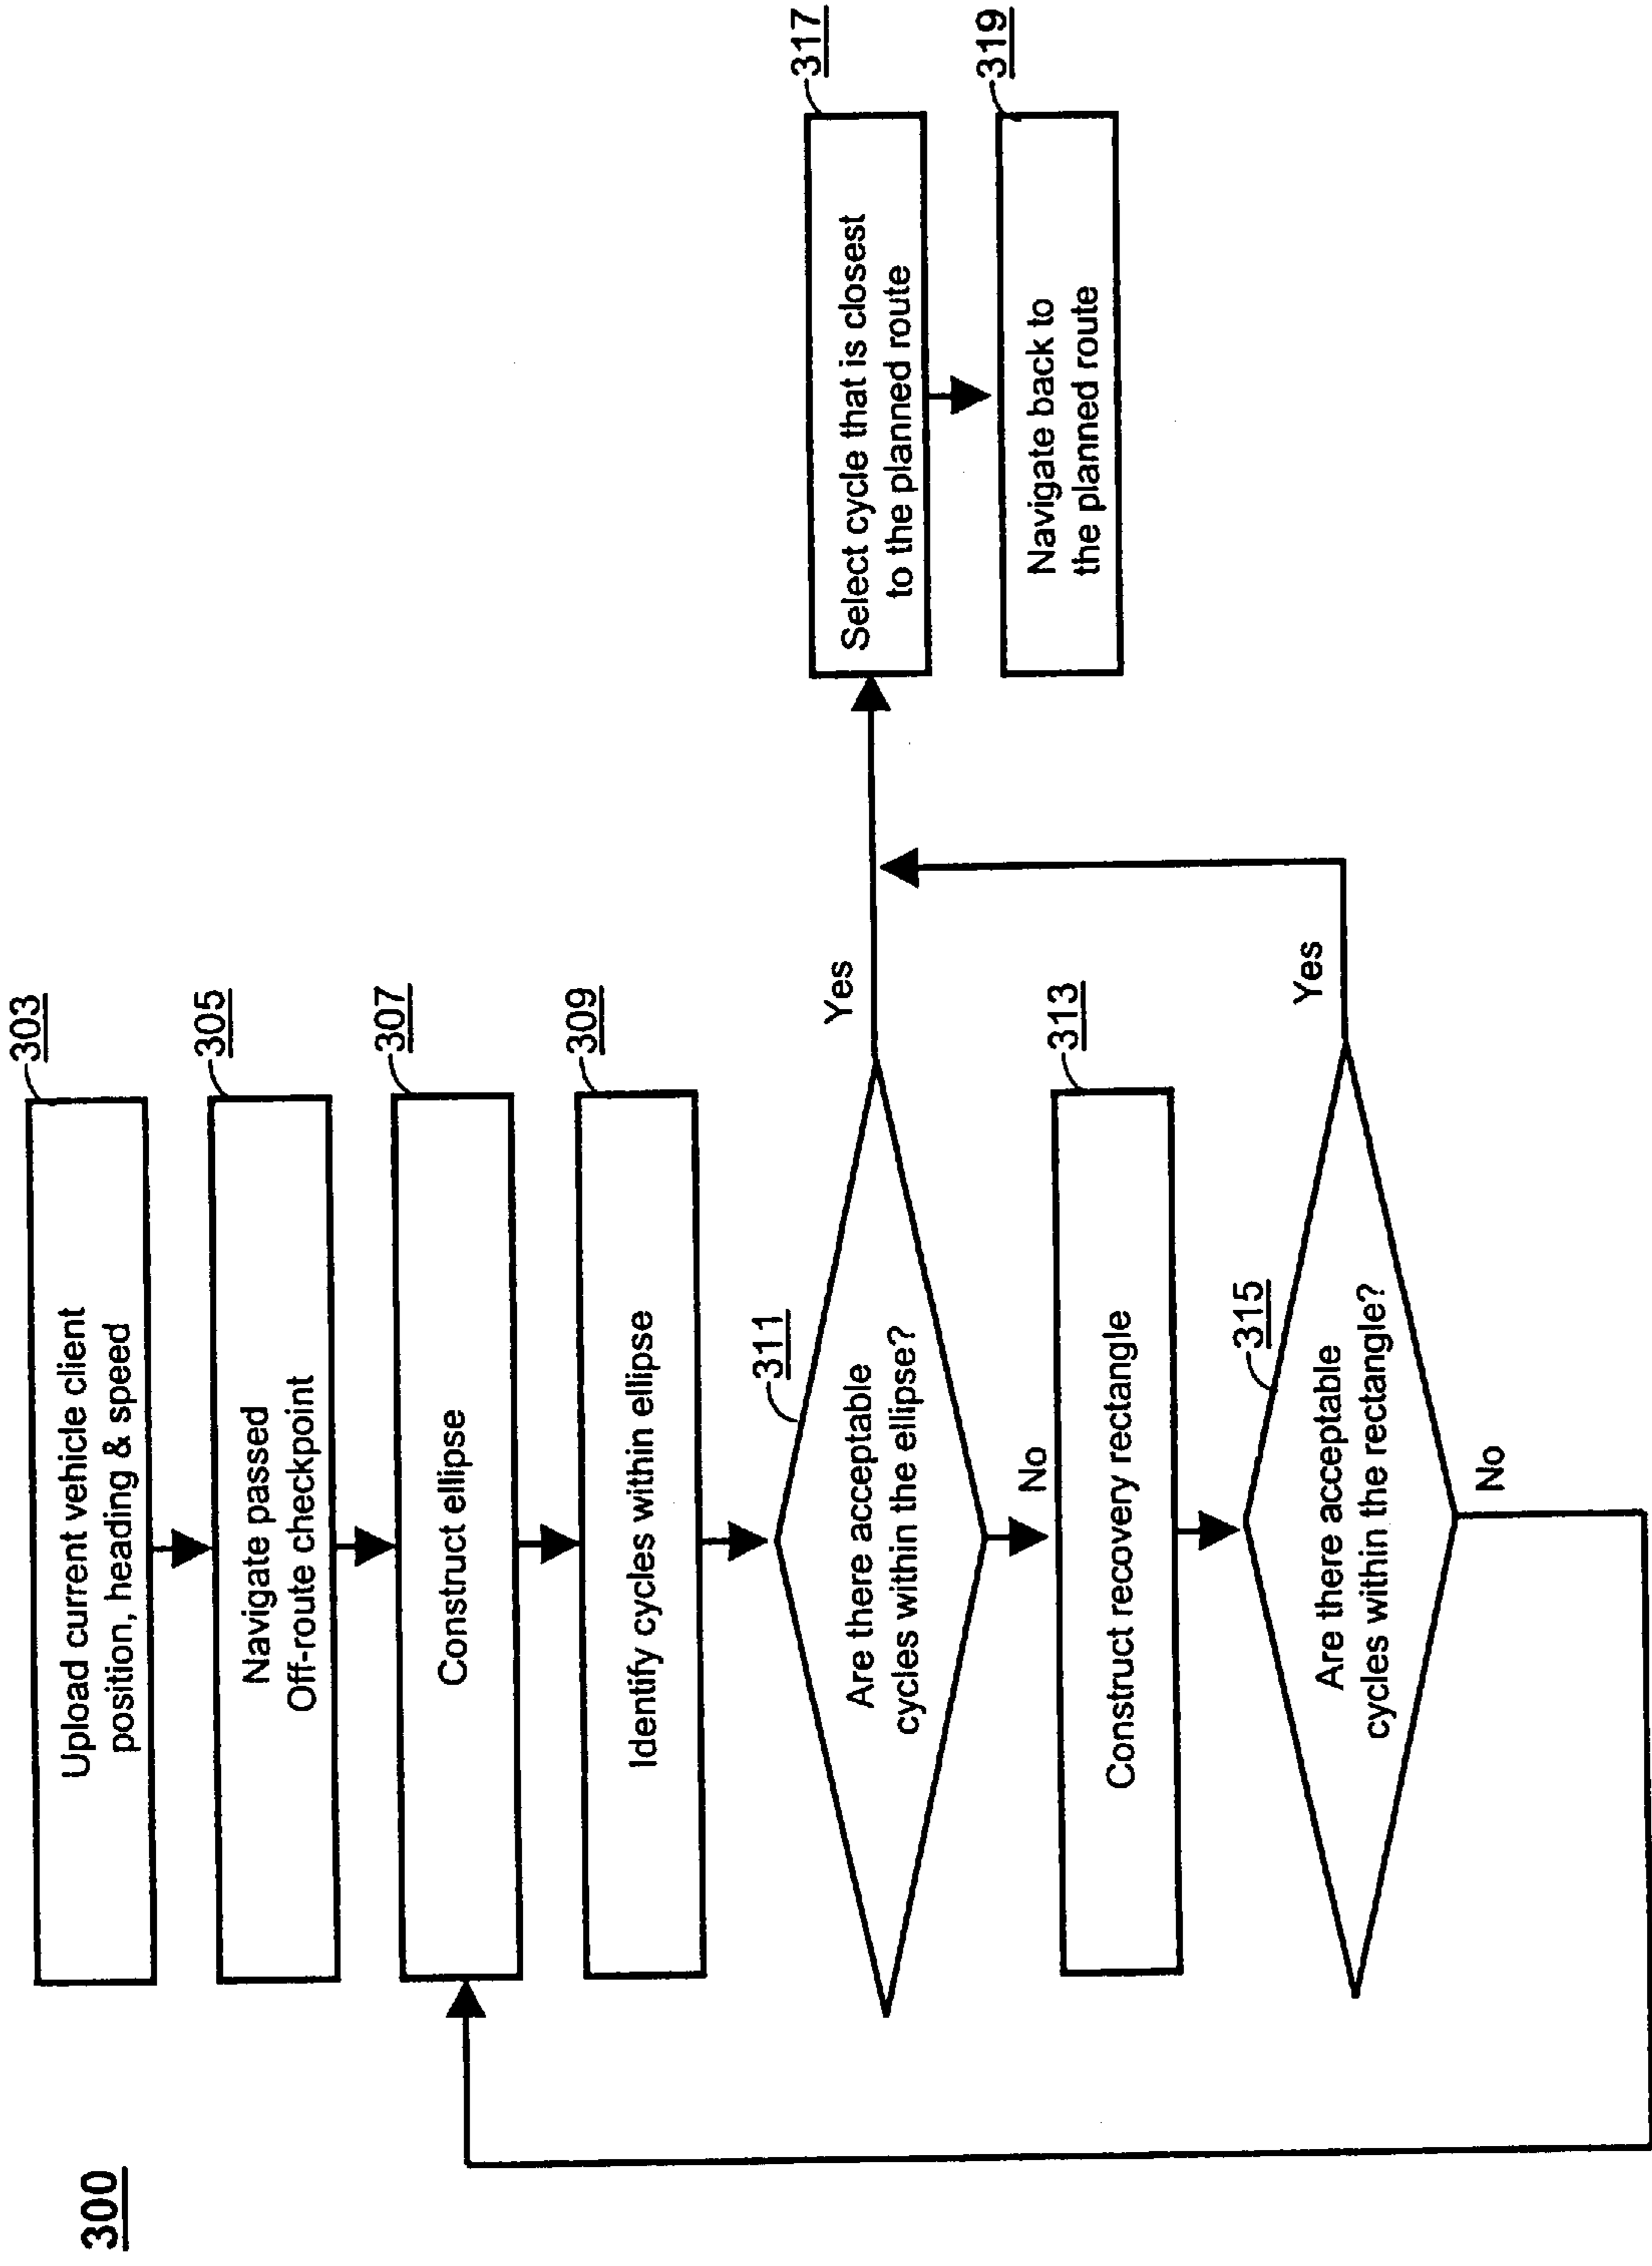 300
303
Upload current vehicle client
position, heading & speed
305
Navigate passed
Off-route checkpoint
307
Construct ellipse
309
Identify cycles within ellipse
311
Are there acceptable
cycles within the ellipse?
Yes
No
313
Construct recovery rectangle
315
Are there acceptable
cycles within the rectangle?
Yes
No
317
Select cycle that is closest
to the planned route
319
Navigate back to
the planned route